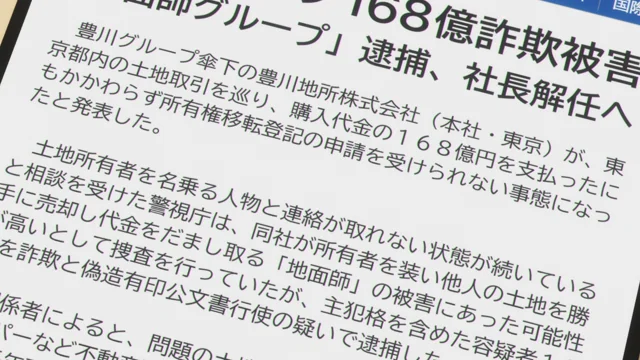 国際
168億詐欺被害
面師グループ」逮捕、社長解任へ
豊川グループ傘下の豊川地所株式会社(本社・東京)が、東
京都内の土地取引を巡り、購入代金の168億円を支払ったに
もかかわらず所有権移転登記の申請を受けられない事態になっ
たと発表した。
土地所有者を名乗る人物と連絡が取れない状態が続いている
と相談を受けた警視庁は、同社が所有者を装い他人の土地を勝
手に売却し代金をだまし取る「地面師」の被害にあった可能性
が高いとして捜査を行っていたが、主犯格を含めた容疑者
を詐欺と偽造有印公文書行使の疑いで逮捕した
係者によると、問題の土
パーなど不動産